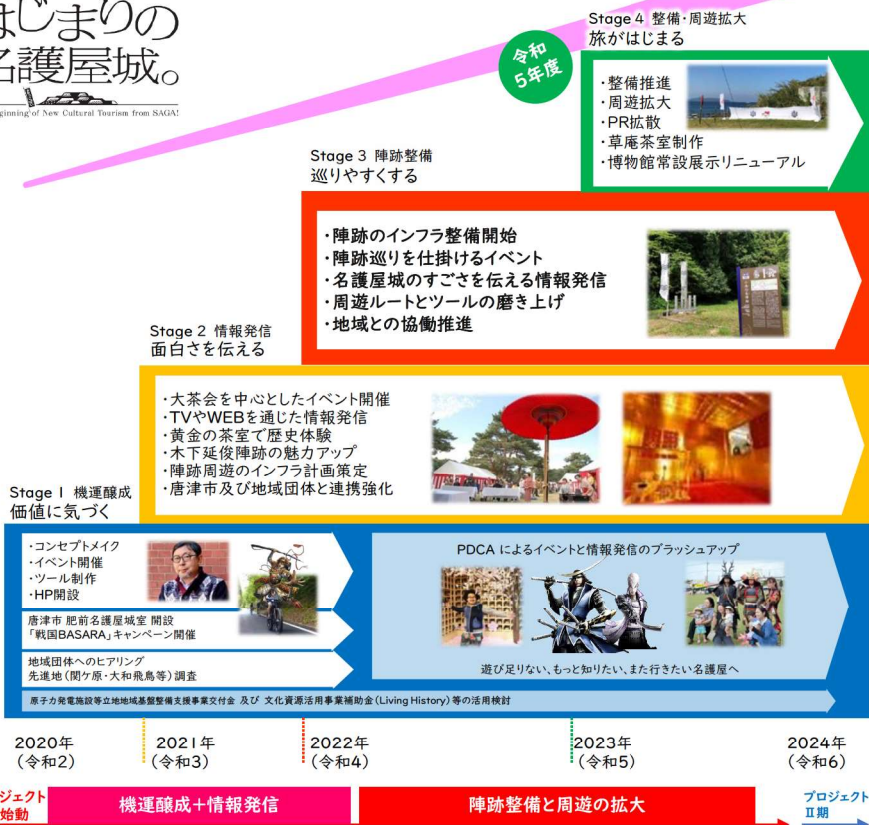 はじまりの
名護屋城。
eginning of New Cultural Tourism from SAGA!
令和
5年度
Stage 4 整備・周遊拡大
旅がはじまる
・整備推進
・周遊拡大
・PR拡散
・草庵茶室制作
・博物館常設展示リニューアル
Stage 3 陣跡整備
巡りやすくする
・陣跡のインフラ整備開始
・陣跡巡りを仕掛けるイベント
・名護屋城のすごさを伝える情報発信
・周遊ルートとツールの磨き上げ
・地域との協働推進
Stage 2 情報発信
面白さを伝える
・大茶会を中心としたイベント開催
・TVやWEBを通じた情報発信
・黄金の茶室で歴史体験
・木下延俊陣跡の魅力アップ
・陣跡周遊のインフラ計画策定
・唐津市及び地域団体と連携強化
Stage 1 機運醸成
価値に気づく
・コンセプトメイク
・イベント開催
・ツール制作
・HP開設
唐津市 肥前名護屋城室 開設
「戦国BASARA」キャンペーン開催
地域団体へのヒアリング
先進地(関ケ原・大和飛鳥等)調査
PDCA によるイベントと情報発信のブラッシュアップ
遊び足りない、もっと知りたい、また行きたい名護屋へ
原子力発電施設等立地地域基盤整備支援事業交付金 及び 文化資源活用事業補助金(Living History)等の活用検討
2020年
(令和2)
2021年
(令和3)
2022年
(令和4)
2023年
(令和5)
2024年
(令和6)
ジェクト
始動
機運醸成+情報発信
陣跡整備と周遊の拡大
プロジェクト
Ⅱ期